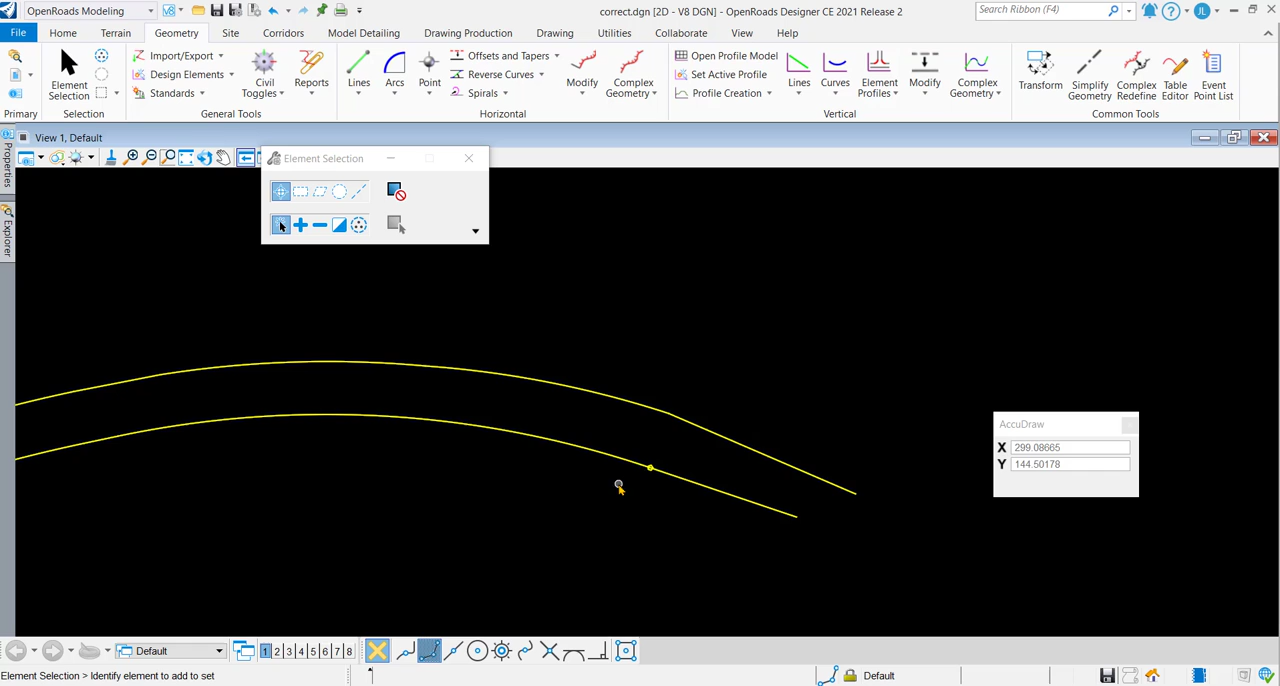 OpenRoads Modeling
correct.dgn [2D - V8 DGN] - OpenRoads Designer CE 2021 Release 2
Search Ribbon (F4)
JL
File Home Terrain Geometry Site Corridors Model Detailing Drawing Production Drawing Utilities Collaborate View Help
Element Selection
Import/Export
Design Elements
Standards
Civil Toggles
Reports
Lines
Arcs
Point
Offsets and Tapers
Reverse Curves
Spirals
Modify
Complex Geometry
Open Profile Model
Set Active Profile
Profile Creation
Lines
Curves
Element Profiles
Modify
Complex Geometry
Transform
Simplify Geometry
Complex Redefine
Table Editor
Event Point List
Primary Selection General Tools Horizontal Vertical Common Tools
View 1, Default
Properties
Explorer
Element Selection
AccuDraw
X 299.08665
Y 144.50178
Default
1 2 3 4 5 6 7 8
Element Selection > Identify element to add to set
Default